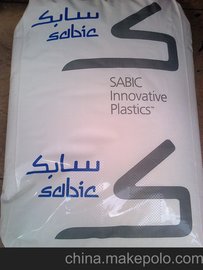 سابك
sabic
SABIC
Innovative
Plastics™
سابك
sabic
china.makepolo.com